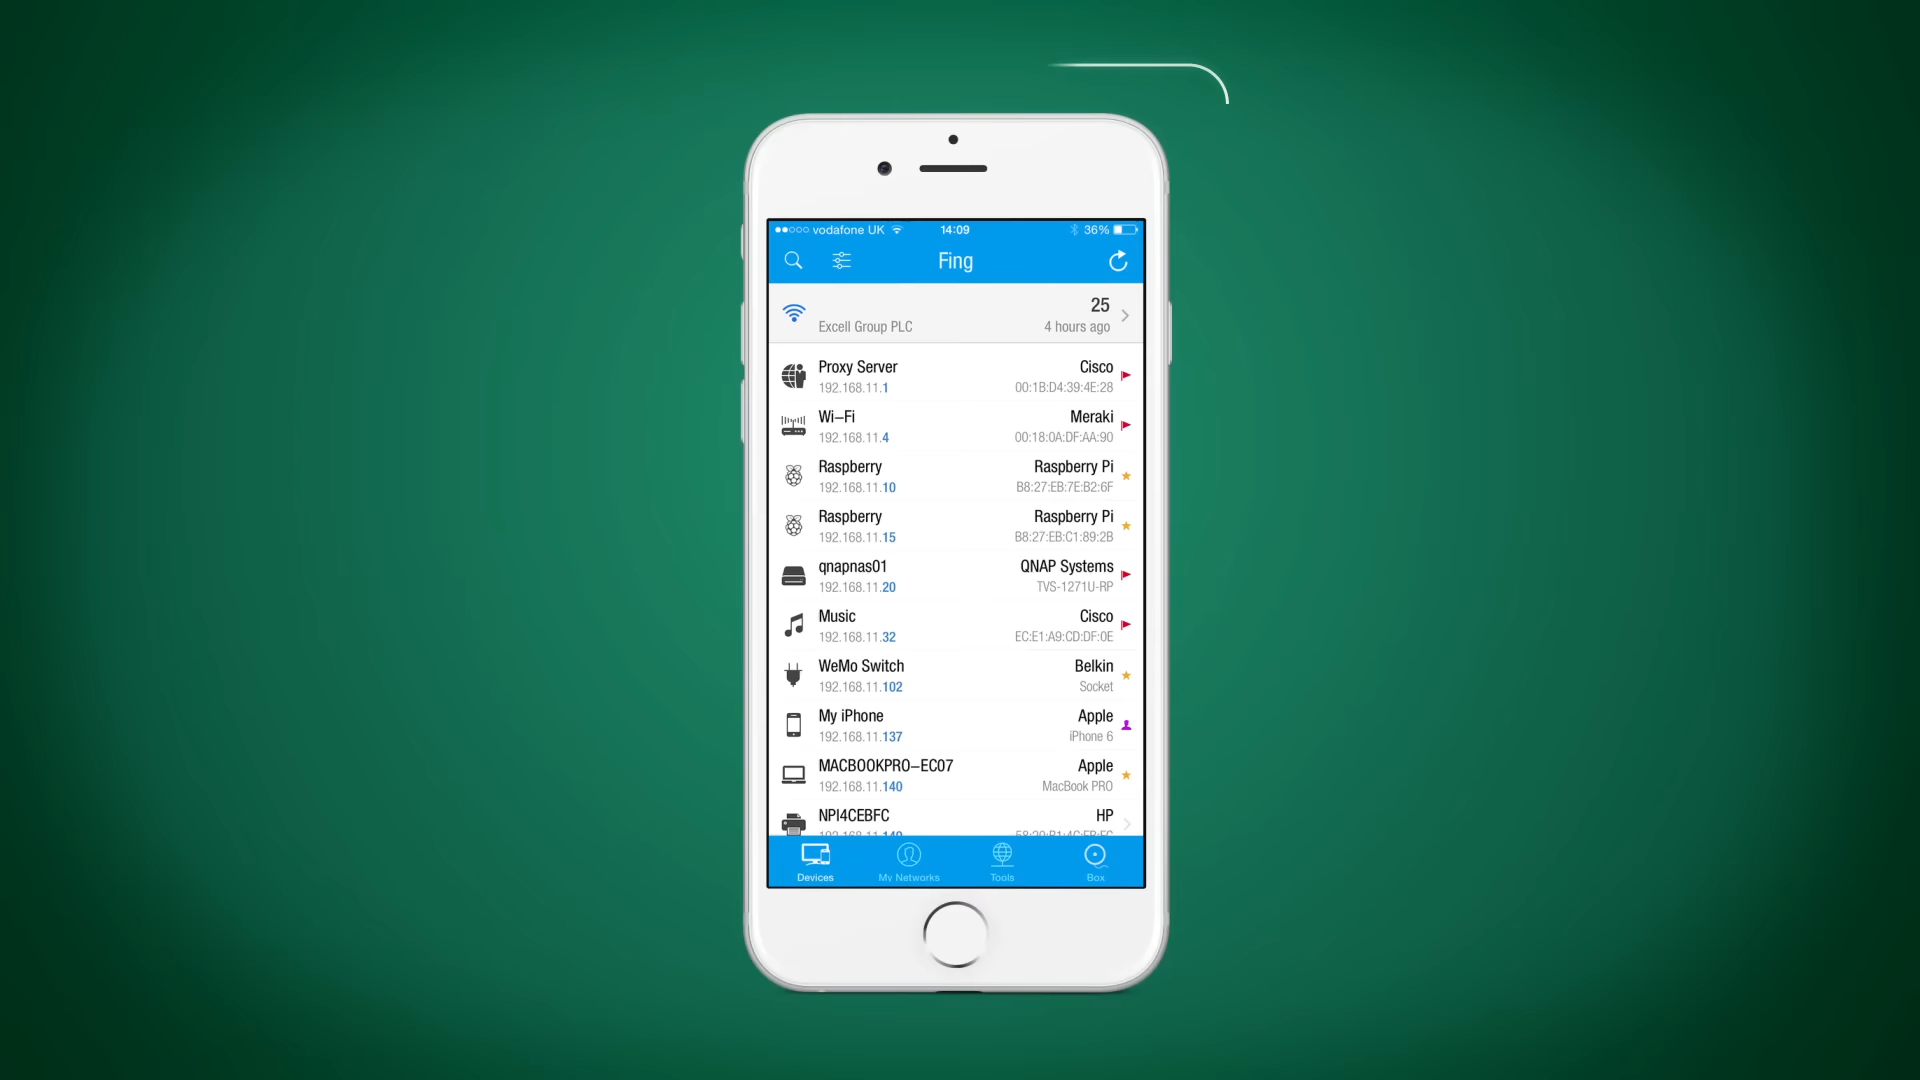 vodafone UK 14:09 36%
Fing
25
Excell Group PLC 4 hours ago
Proxy Server Cisco
192.168.11.1 00:1B:D4:39:4E:28
Wi-Fi Meraki
192.168.11.4 00:18:0A:DF:AA:90
Raspberry Raspberry Pi
192.168.11.10 B8:27:EB:7E:B2:6F
Raspberry Raspberry Pi
192.168.11.15 B8:27:EB:C1:89:2B
qnapnas01 QNAP Systems
192.168.11.20 TVS-1271U-RP
Music Cisco
192.168.11.32 EC:E1:A9:CD:DF:0E
WeMo Switch Belkin
192.168.11.102 Socket
My iPhone Apple
192.168.11.137 iPhone 6
MACBOOKPRO-EC07 Apple
192.168.11.140 MacBook PRO
NPI4CEBFC HP
Devices My Networks Tools Box